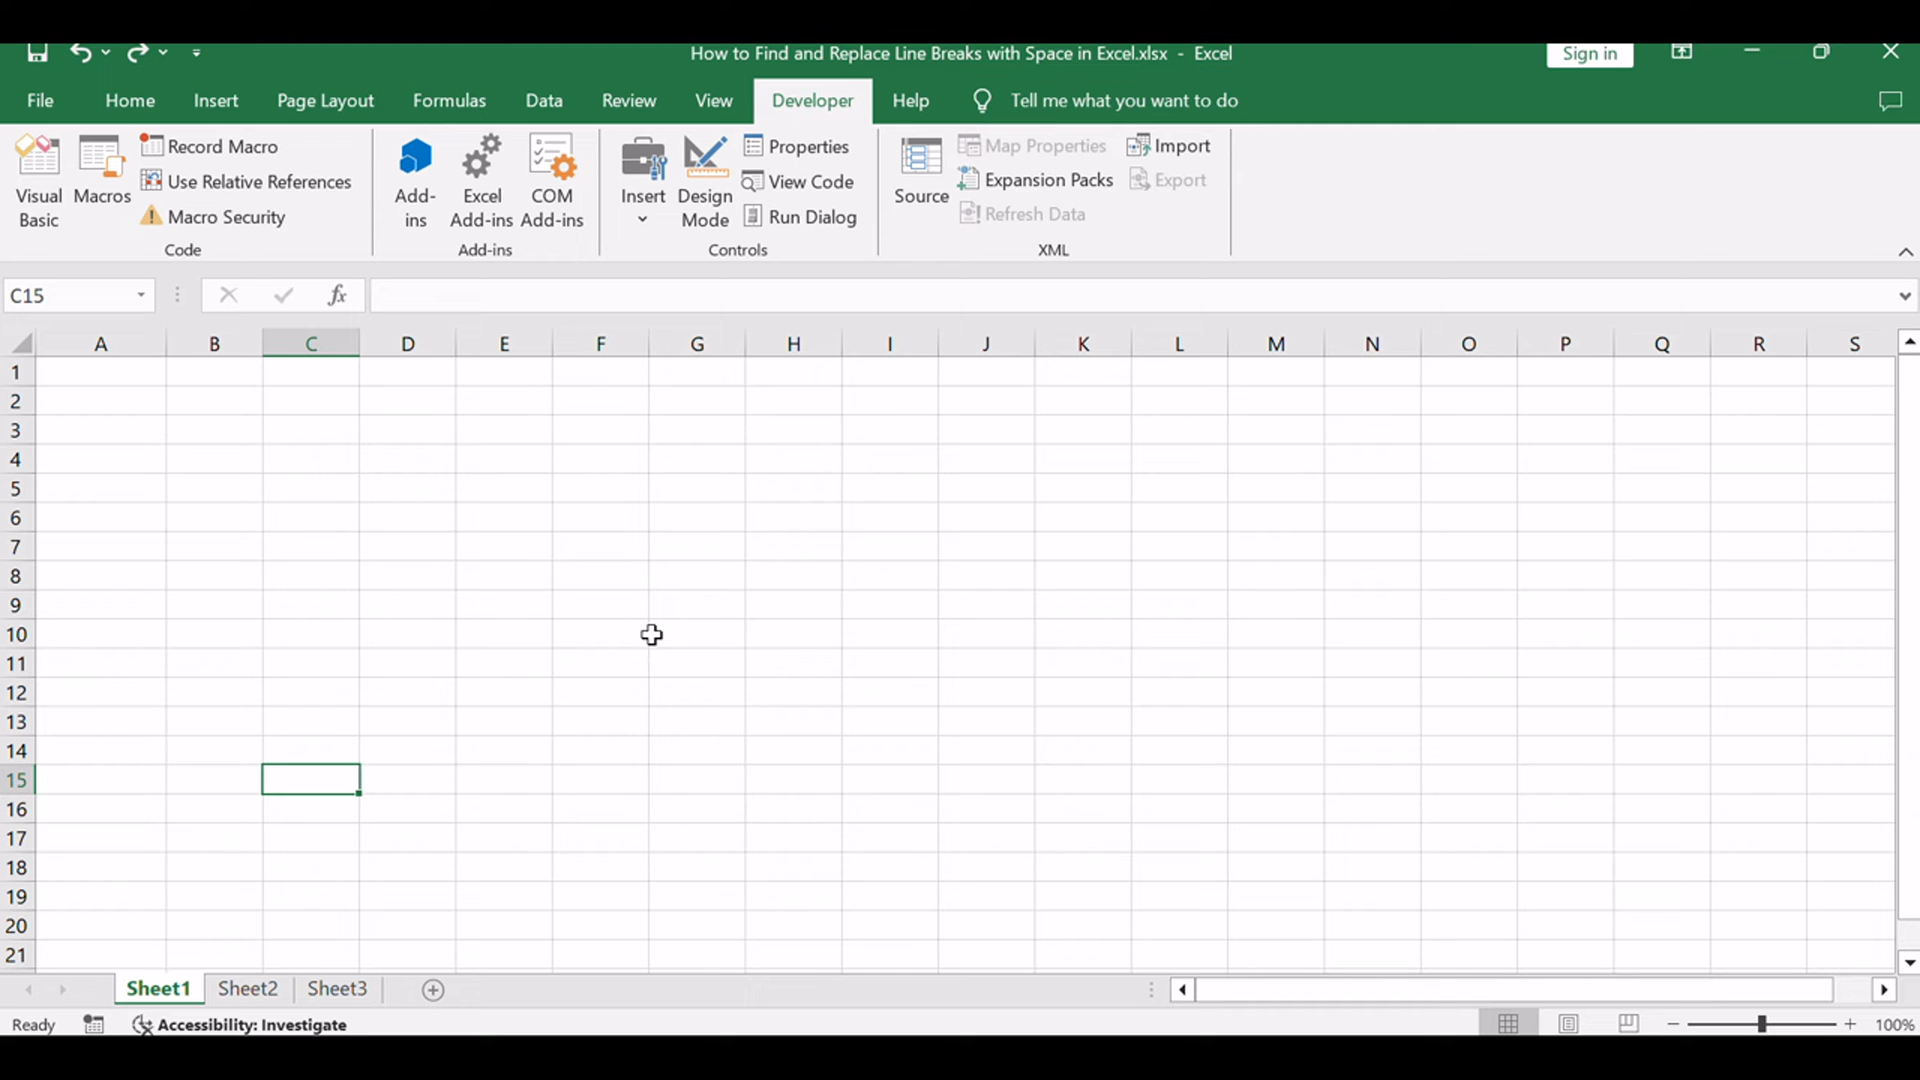 How to Find and Replace Line Breaks with Space in Excel.xlsx - Excel
Sign in
File Home Insert Page Layout Formulas Data Review View Developer Help Tell me what you want to do
Visual Basic
Macros
Record Macro
Use Relative References
Macro Security
Code
Add-ins
Excel Add-ins
COM Add-ins
Add-ins
Insert
Design Mode
Properties
View Code
Run Dialog
Controls
Source
Map Properties
Expansion Packs
Refresh Data
Import
Export
XML
C15
fx
A B C D E F G H I J K L M N O P Q R S
1
2
3
4
5
6
7
8
9
10
11
12
13
14
15
16
17
18
19
20
21
Sheet1 Sheet2 Sheet3
Ready Accessibility: Investigate 100%